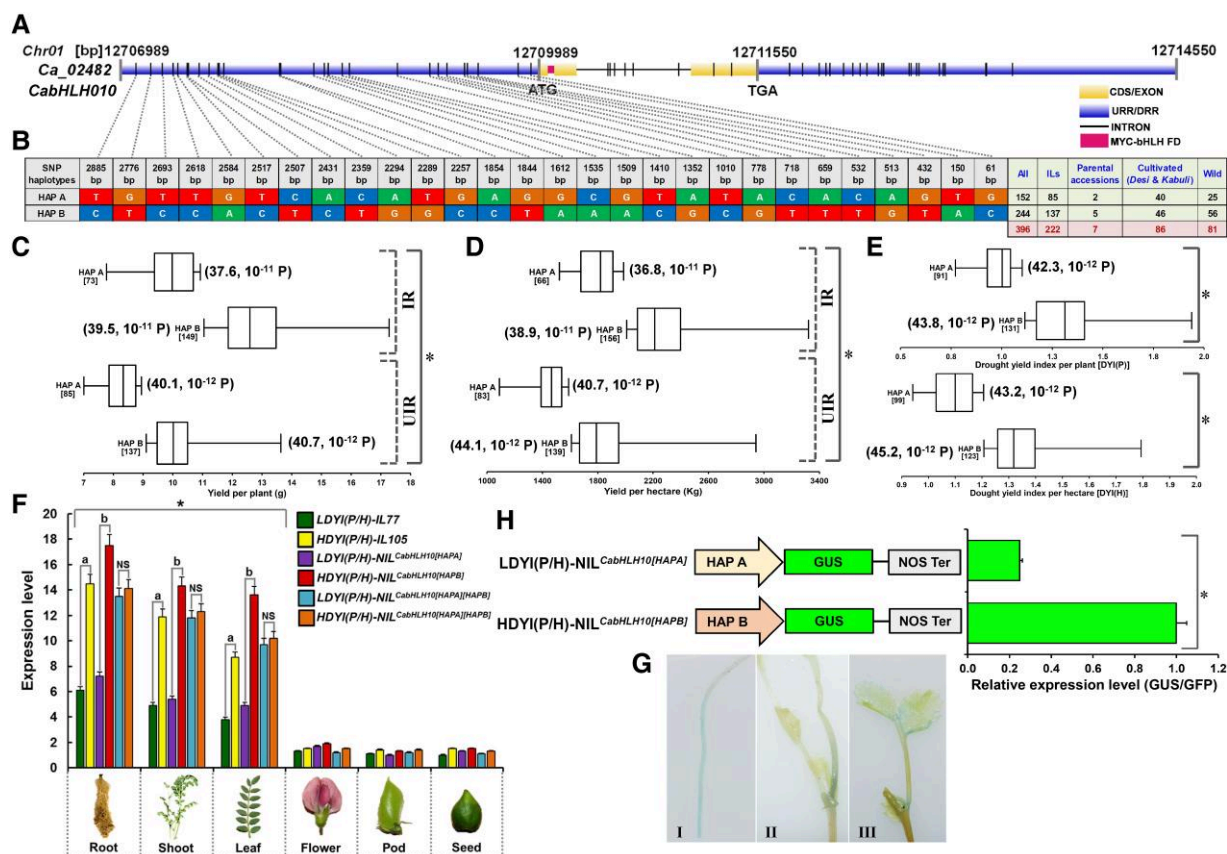 A
Chr01 [bp] 12706989 12709989 12711550 12714550
Ca_02482
CabHLH010
ATG TGA
CDS/EXON
URR/DRR
INTRON
MYC-bHLH FD
B
SNP haplotypes 2885 bp 2776 bp 2693 bp 2618 bp 2584 bp 2517 bp 2507 bp 2431 bp 2359 bp 2294 bp 2289 bp 2257 bp 1854 bp 1844 bp 1612 bp 1535 bp 1509 bp 1410 bp 1352 bp 1010 bp 778 bp 718 bp 659 bp 532 bp 513 bp 432 bp 150 bp 61 bp All ILs Parental accessions Cultivated (Desi & Kabuli) Wild
HAP A T G T T G T C A C A T G A G G C G T A T A C A C A G T G 152 85 2 40 25
HAP B C T C C A C T C T G G C C T A A A C G C G T T T G T A C 244 137 5 46 56
396 222 7 86 81
C
HAP A [73] (37.6, 10-11 P)
(39.5, 10-11 P) HAP B [149]
IR
HAP A [85] (40.1, 10-12 P)
HAP B [137] (40.7, 10-12 P)
UIR
*
7 8 9 10 11 12 13 14 15 16 17 18
Yield per plant (g)
D
HAP A [66] (36.8, 10-11 P)
(38.9, 10-11 P) HAP B [156]
IR
HAP A [83] (40.7, 10-12 P)
(44.1, 10-12 P) HAP B [139]
UIR
*
1000 1400 1800 2200 2600 3000 3400
Yield per hectare (Kg)
E
HAP A [91] (42.3, 10-12 P)
(43.8, 10-12 P) HAP B [131]
*
0.5 0.8 1.0 1.3 1.5 1.8 2.0
Drought yield index per plant [DYI(P)]
HAP A [99] (43.2, 10-12 P)
(45.2, 10-12 P) HAP B [123]
*
0.9 1.0 1.1 1.2 1.3 1.4 1.5 1.6 1.7 1.8 1.9 2.0
Dought yield index per hectare [DYI(H)]
F
Expression level
20
18
16
14
12
10
8
6
4
2
0
*
a b NS
a b NS
a b NS
LDYI(P/H)-IL77
HDYI(P/H)-IL105
LDYI(P/H)-NILCabHLH10[HAPA]
HDYI(P/H)-NILCabHLH10[HAPB]
LDYI(P/H)-NILCabHLH10[HAPA][HAPB]
HDYI(P/H)-NILCabHLH10[HAPA][HAPB]
Root Shoot Leaf Flower Pod Seed
H
LDYI(P/H)-NILCabHLH10[HAPA] HAP A GUS NOS Ter
HDYI(P/H)-NILCabHLH10[HAPB] HAP B GUS NOS Ter
*
0.0 0.2 0.4 0.6 0.8 1.0 1.2
Relative expression level (GUS/GFP)
G
I II III